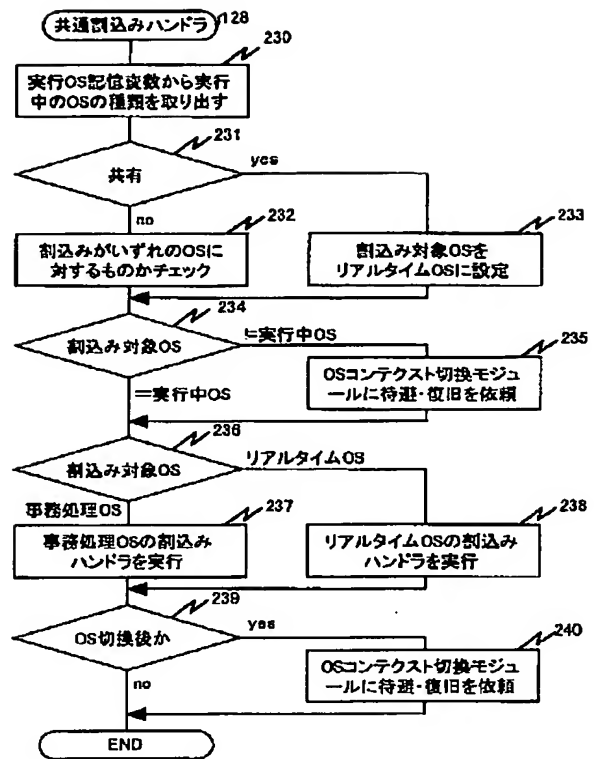 共通割込みハンドラ 128
230
実行OS記憶変数から実行
中のOSの種類を取り出す
231
共有
yes
no
232
割込みがいずれのOSに
対するものかチェック
233
割込み対象OSを
リアルタイムOSに設定
234
割込み対象OS
≠実行中OS
=実行中OS
235
OSコンテクスト切換モジュ
ールに待避・復旧を依頼
236
割込み対象OS
リアルタイムOS
事務処理OS
237
事務処理OSの割込み
ハンドラを実行
238
リアルタイムOSの割込み
ハンドラを実行
239
OS切換後か
yes
no
240
OSコンテクスト切換モジュ
ールに待避・復旧を依頼
END